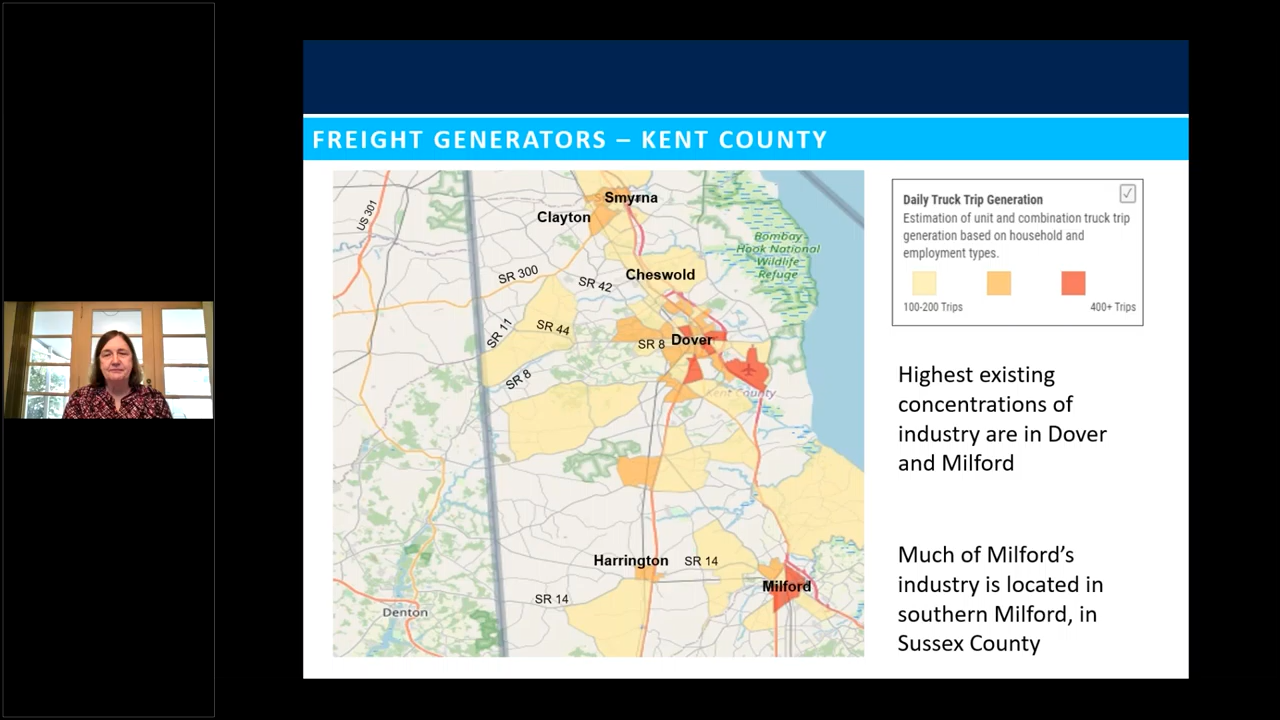 FREIGHT GENERATORS – KENT COUNTY
US 301
Smyrna
Clayton
Bombay
Hook National
Wildlife
Refuge
Cheswold
SR 300
SR 42
SR 11
SR 44
SR 8
Dover
SR 8
Kent County
Harrington
SR 14
Milford
SR 14
Denton
Daily Truck Trip Generation
Estimation of unit and combination truck trip
generation based on household and
employment types.
100-200 Trips
400+ Trips
Highest existing
concentrations of
industry are in Dover
and Milford
Much of Milford’s
industry is located in
southern Milford, in
Sussex County